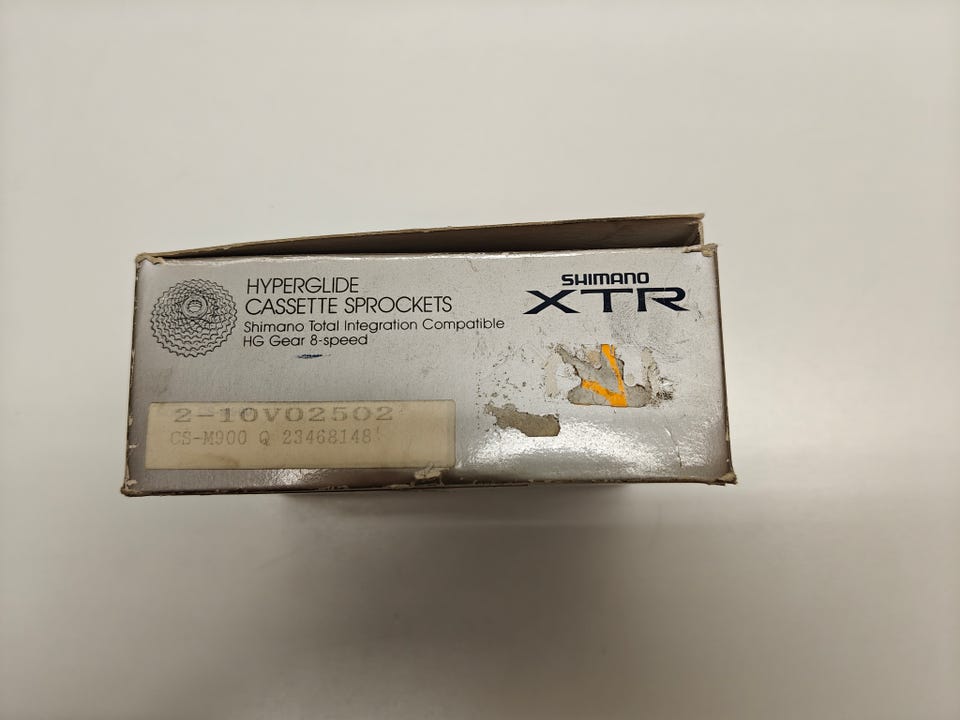 HYPERGLIDE
CASSETTE SPROCKETS
Shimano Total Integration Compatible
HG Gear 8-speed
SHIMANO
XTR
2-10V02502
CS-M900 Q 23468148